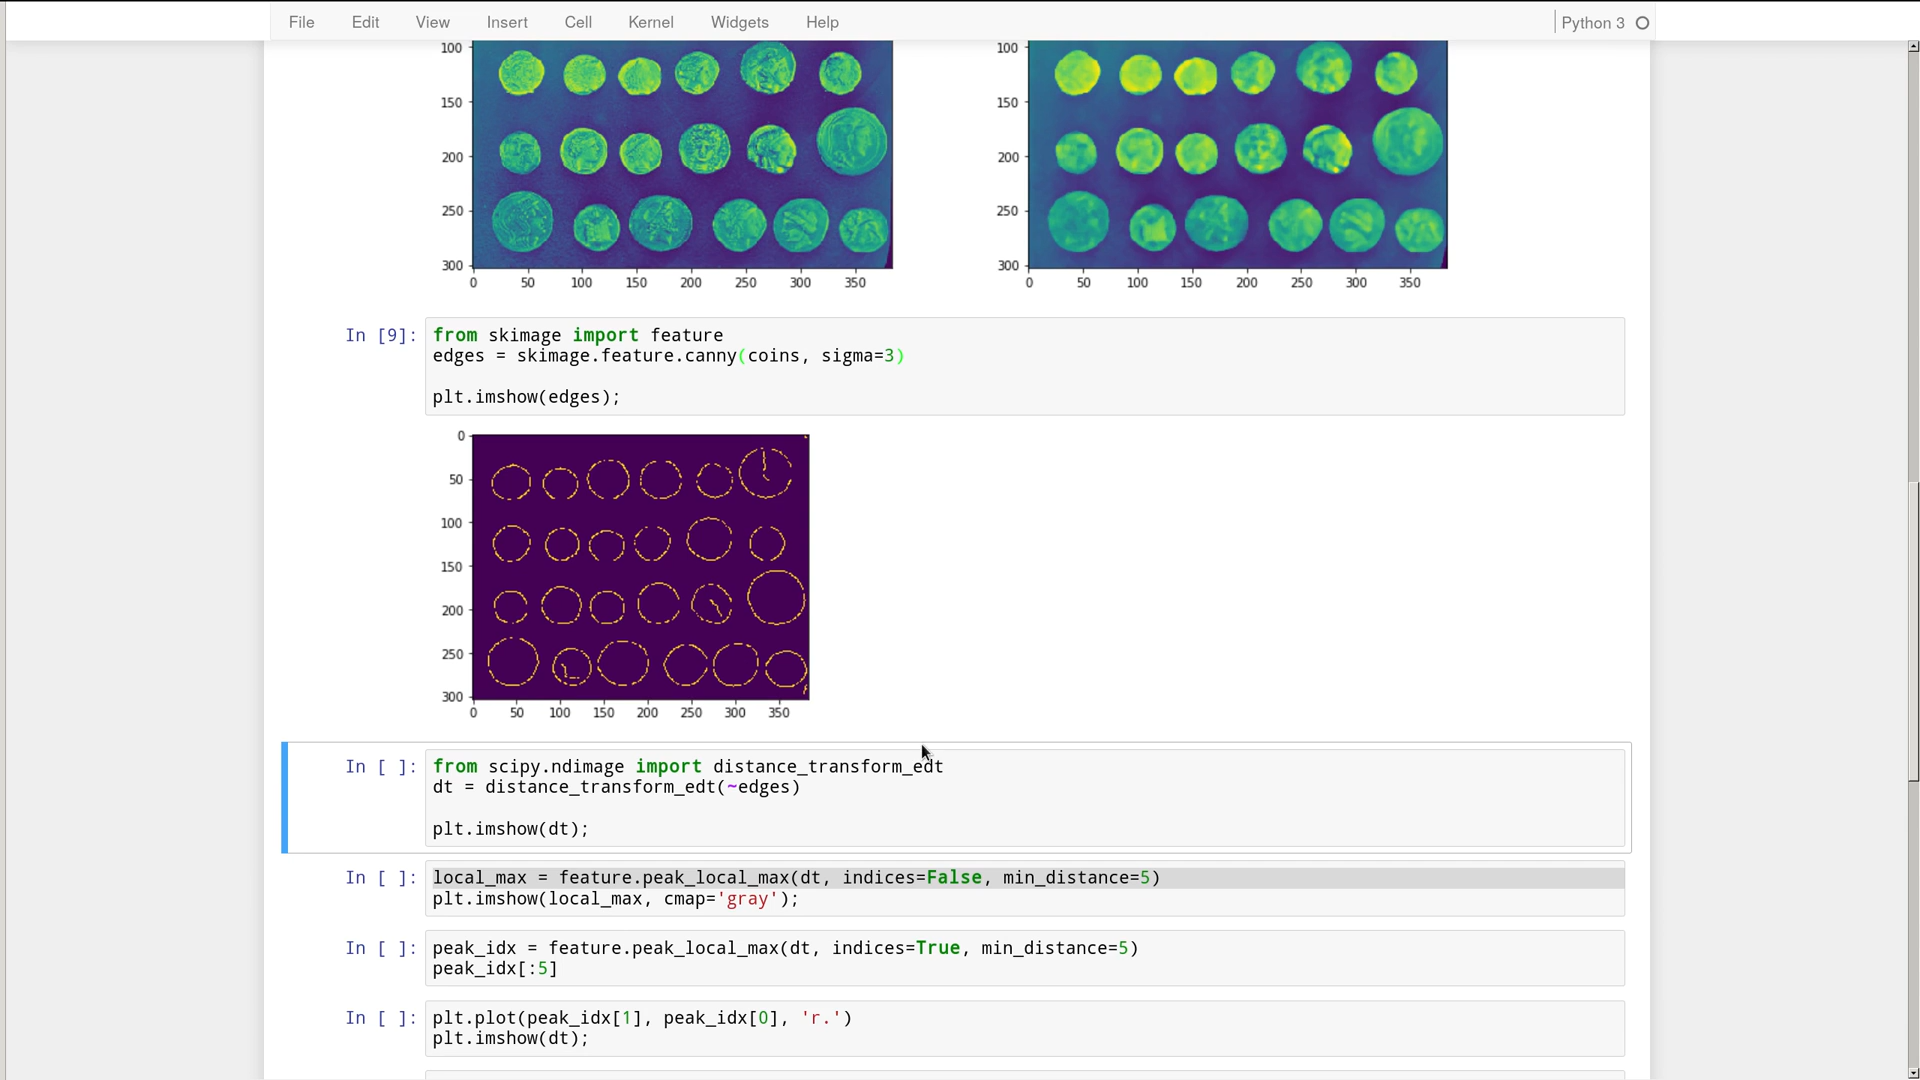 File Edit View Insert Cell Kernel Widgets Help Python 3
100
150
200
250
300
0 50 100 150 200 250 300 350
100
150
200
250
300
0 50 100 150 200 250 300 350
In [9]:
from skimage import feature
edges = skimage.feature.canny(coins, sigma=3)
plt.imshow(edges);
0
50
100
150
200
250
300
0 50 100 150 200 250 300 350
In [ ]:
from scipy.ndimage import distance_transform_edt
dt = distance_transform_edt(~edges)
plt.imshow(dt);
In [ ]:
local_max = feature.peak_local_max(dt, indices=False, min_distance=5)
plt.imshow(local_max, cmap='gray');
In [ ]:
peak_idx = feature.peak_local_max(dt, indices=True, min_distance=5)
peak_idx[:5]
In [ ]:
plt.plot(peak_idx[1], peak_idx[0], 'r.')
plt.imshow(dt);